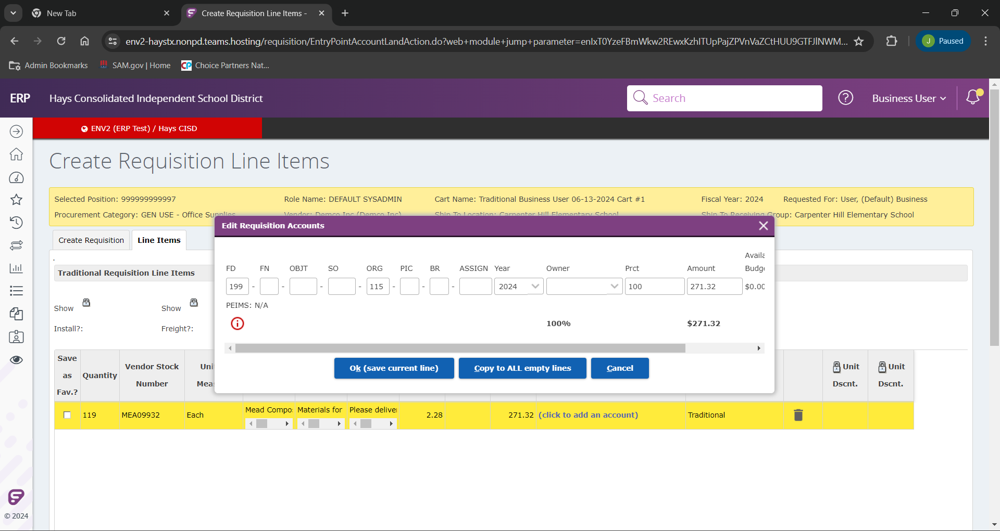 New Tab
Create Requisition Line Items -
env2-haystx.nonpd.teams.hosting/requisition/EntryPointAccountLandAction.do?web+module+jump+parameter=enIxT0YzeFBmWkw2REwxKzhITUpPajZPVnVaZCtHUU9GTFJINWM...
J Paused
Admin Bookmarks
SAM.gov | Home
CP Choice Partners Nat...
ERP Hays Consolidated Independent School District
Search
Business User
ENV2 (ERP Test) / Hays CISD
Create Requisition Line Items
Selected Position: 999999999997 Role Name: DEFAULT SYSADMIN Cart Name: Traditional Business User 06-13-2024 Cart #1 Fiscal Year: 2024 Requested For: User, (Default) Business
Procurement Category: GEN USE - Office Supplies Vendor: Demco Inc (Demco Inc) Ship To Location: Carpenter Hill Elementary School Ship To Receiving Group: Carpenter Hill Elementary School
Edit Requisition Accounts
Create Requisition Line Items
.
Traditional Requisition Line Items
Availa
FD FN OBJT SO ORG PIC BR ASSIGN Year Owner Prct Amount Budge
199 - - - - 115 - - - 2024 100 271.32 $0.00
PEIMS: N/A
100% $271.32
Show Show
Install?: Freight?:
Ok (save current line) Copy to ALL empty lines Cancel
Save as Fav.? Quantity Vendor Stock Number Uni Mea Unit Dscnt. Unit Dscnt.
119 MEA09932 Each Mead Compo Materials for Please delive 2.28 271.32 (click to add an account) Traditional
© 2024